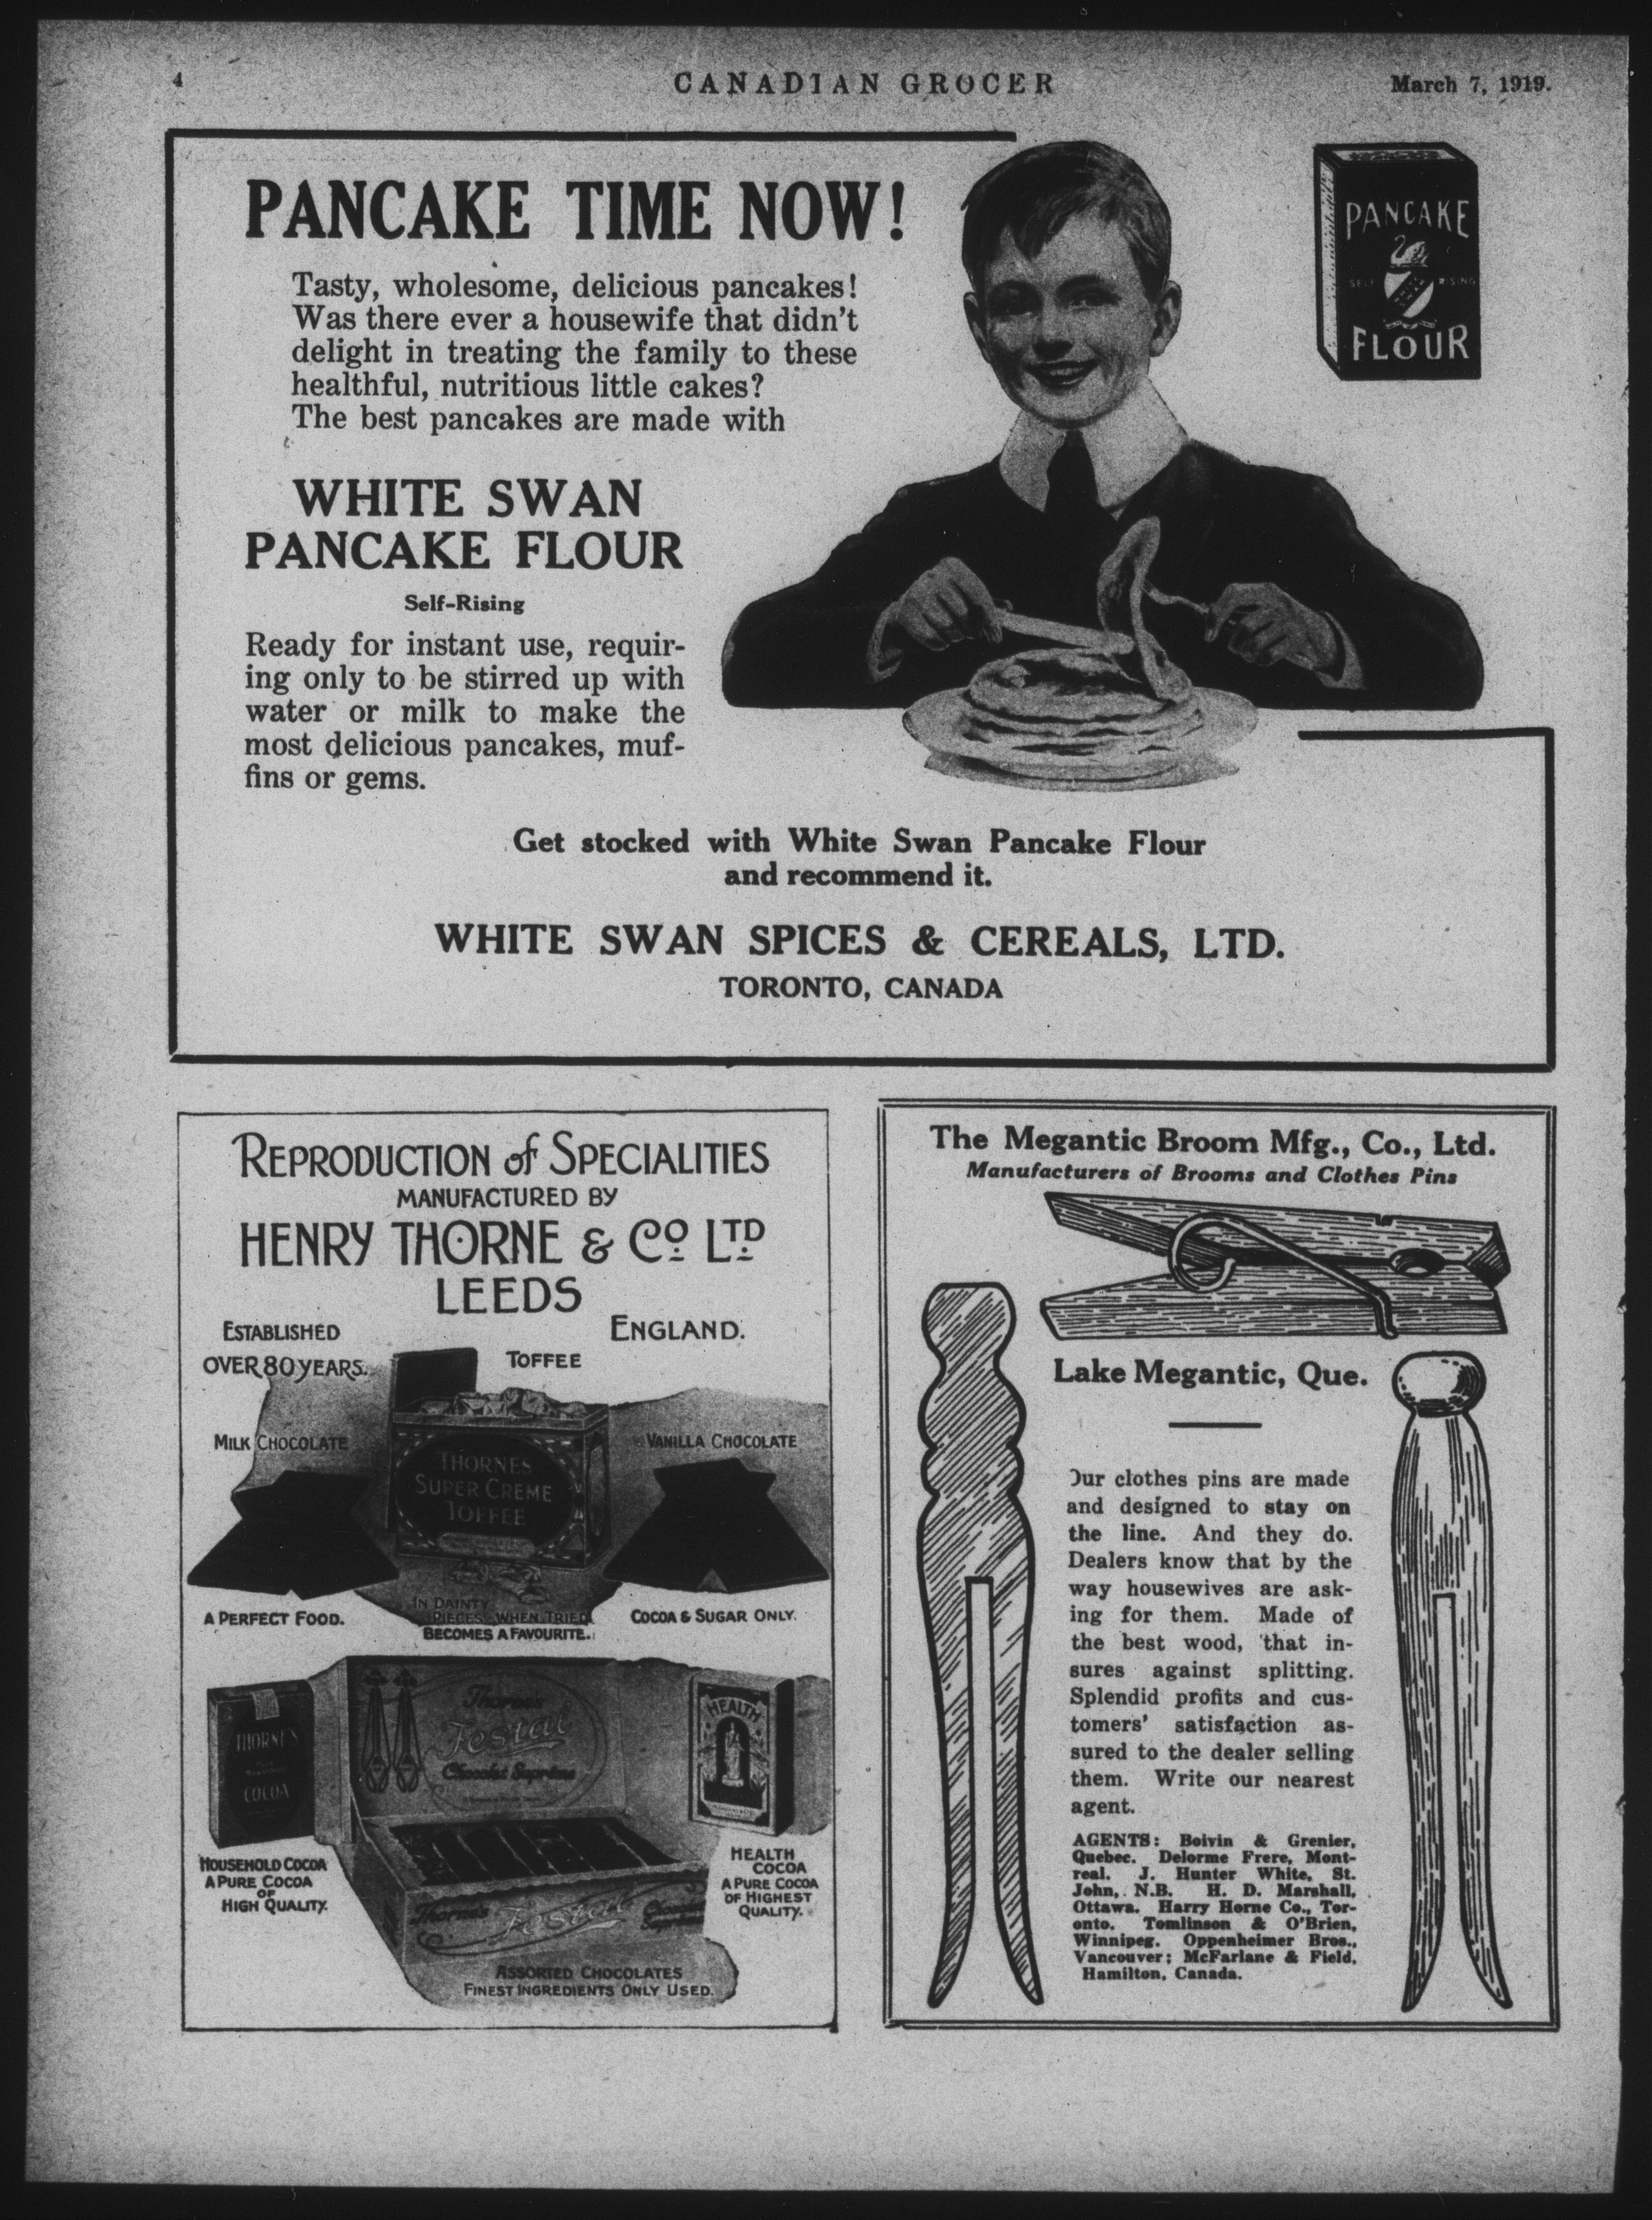 4
CANADIAN GROCER
March 7, 1919.
PANCAKE TIME NOW!
Tasty, wholesome, delicious pancakes!
Was there ever a housewife that didn't
delight in treating the family to these
healthful, nutritious little cakes?
The best pancakes are made with
WHITE SWAN
PANCAKE FLOUR
Self-Rising
Ready for instant use, requir-
ing only to be stirred up with
water or milk to make the
most delicious pancakes, muf-
fins or gems.
PANCAKE
SELF RISING
WHITE SWAN
FLOUR
Get stocked with White Swan Pancake Flour
and recommend it.
WHITE SWAN SPICES & CEREALS, LTD.
TORONTO, CANADA
REPRODUCTION of SPECIALITIES
MANUFACTURED BY
HENRY THORNE & CO LTD
LEEDS
ENGLAND.
ESTABLISHED
OVER 80 YEARS.
TOFFEE
MILK CHOCOLATE
VANILLA CHOCOLATE
THORNES
SUPER CREME
TOFFEE
A PERFECT FOOD.
IN DAINTY
PIECES WHEN TRIED
BECOMES A FAVOURITE.
COCOA & SUGAR ONLY.
THORNE'S
COCOA
Thorne's
Festal
Chocolat Suprême
HEALTH
HOUSEHOLD COCOA
A PURE COCOA
OF
HIGH QUALITY.
HEALTH
COCOA
A PURE COCOA
OF HIGHEST
QUALITY.
Thorne's Festal
ASSORTED CHOCOLATES
FINEST INGREDIENTS ONLY USED.
The Megantic Broom Mfg., Co., Ltd.
Manufacturers of Brooms and Clothes Pins
Lake Megantic, Que.
Our clothes pins are made
and designed to stay on
the line. And they do.
Dealers know that by the
way housewives are ask-
ing for them. Made of
the best wood, that in-
sures against splitting.
Splendid profits and cus-
tomers' satisfaction as-
sured to the dealer selling
them. Write our nearest
agent.
AGENTS: Boivin & Grenier,
Quebec. Delorme Frere, Mont-
real. J. Hunter White, St.
John, N.B. H. D. Marshall,
Ottawa. Harry Horne Co., Tor-
onto. Tomlinson & O'Brien,
Winnipeg. Oppenheimer Bros.,
Vancouver; McFarlane & Field,
Hamilton, Canada.